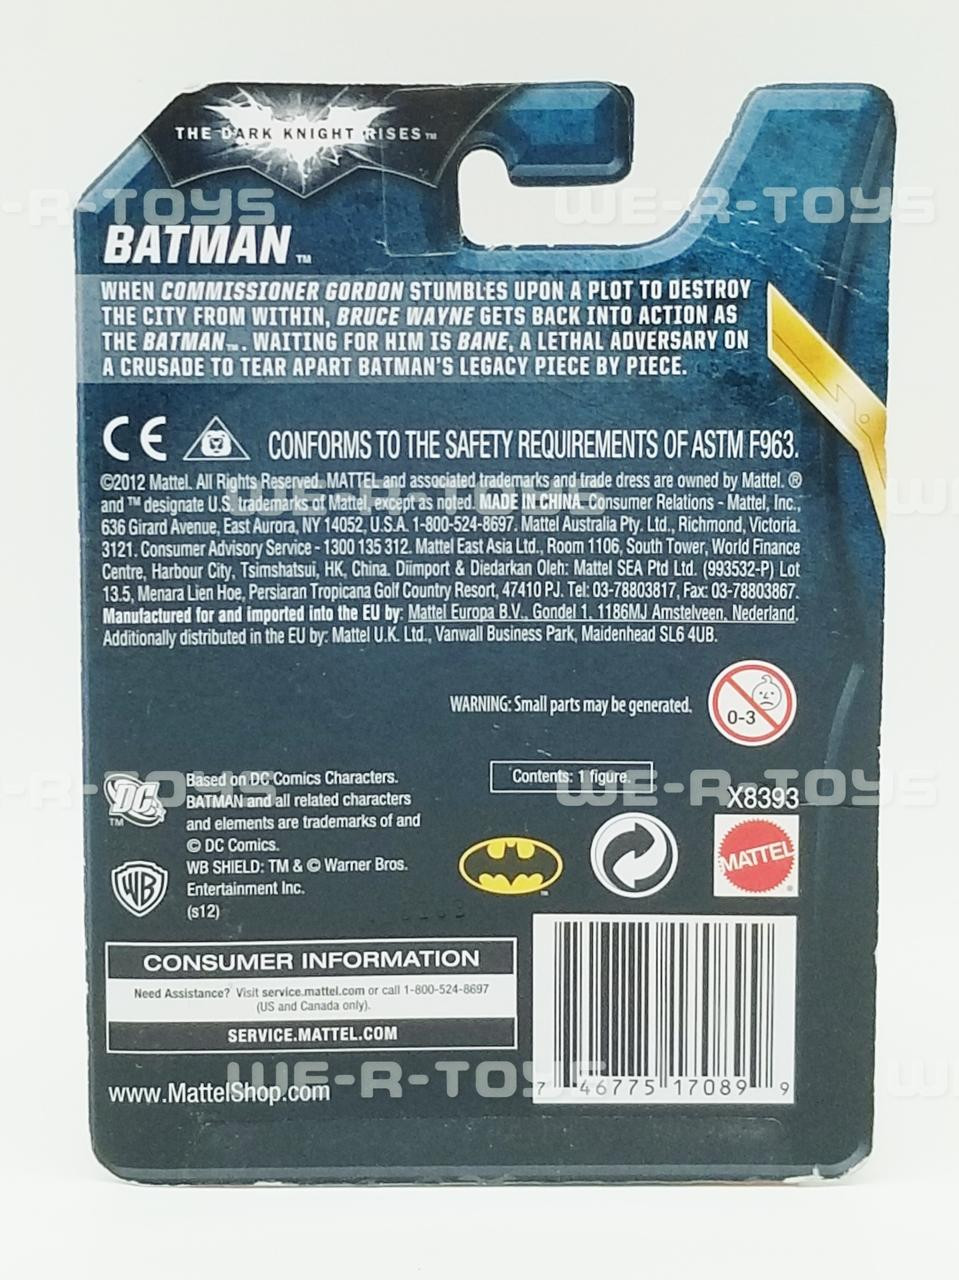 THE DARK KNIGHT RISES™
WE-R-TOYS
BATMAN™
WHEN COMMISSIONER GORDON STUMBLES UPON A PLOT TO DESTROY
THE CITY FROM WITHIN, BRUCE WAYNE GETS BACK INTO ACTION AS
THE BATMAN™. WAITING FOR HIM IS BANE, A LETHAL ADVERSARY ON
A CRUSADE TO TEAR APART BATMAN'S LEGACY PIECE BY PIECE.
CE CONFORMS TO THE SAFETY REQUIREMENTS OF ASTM F963.
©2012 Mattel. All Rights Reserved. MATTEL and associated trademarks and trade dress are owned by Mattel. ®
and ™ designate U.S. trademarks of Mattel, except as noted. MADE IN CHINA. Consumer Relations - Mattel, Inc.,
636 Girard Avenue, East Aurora, NY 14052, U.S.A. 1-800-524-8697. Mattel Australia Pty. Ltd., Richmond, Victoria.
3121. Consumer Advisory Service - 1300 135 312. Mattel East Asia Ltd., Room 1106, South Tower, World Finance
Centre, Harbour City, Tsimshatsui, HK, China. Diimport & Diedarkan Oleh: Mattel SEA Ptd Ltd. (993532-P) Lot
13.5, Menara Lien Hoe, Persiaran Tropicana Golf Country Resort, 47410 PJ. Tel: 03-78803817, Fax: 03-78803867.
Manufactured for and imported into the EU by: Mattel Europa B.V., Gondel 1, 1186MJ Amstelveen, Nederland.
Additionally distributed in the EU by: Mattel U.K. Ltd., Vanwall Business Park, Maidenhead SL6 4UB.
WARNING: Small parts may be generated.
0-3
DC™
Based on DC Comics Characters.
BATMAN and all related characters
and elements are trademarks of and
© DC Comics.
WB SHIELD: TM & © Warner Bros.
Entertainment Inc.
(s12)
WB
Contents: 1 figure.
X8393
WE-R-TOYS
MATTEL®
CONSUMER INFORMATION
Need Assistance? Visit service.mattel.com or call 1-800-524-8697
(US and Canada only).
SERVICE.MATTEL.COM
www.MattelShop.com
WE-R-TOYS
7 46775 17089 9